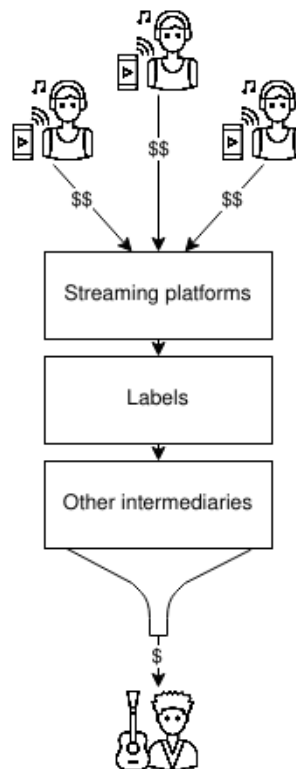 $$
$$
$$
Streaming platforms
Labels
Other intermediaries
$